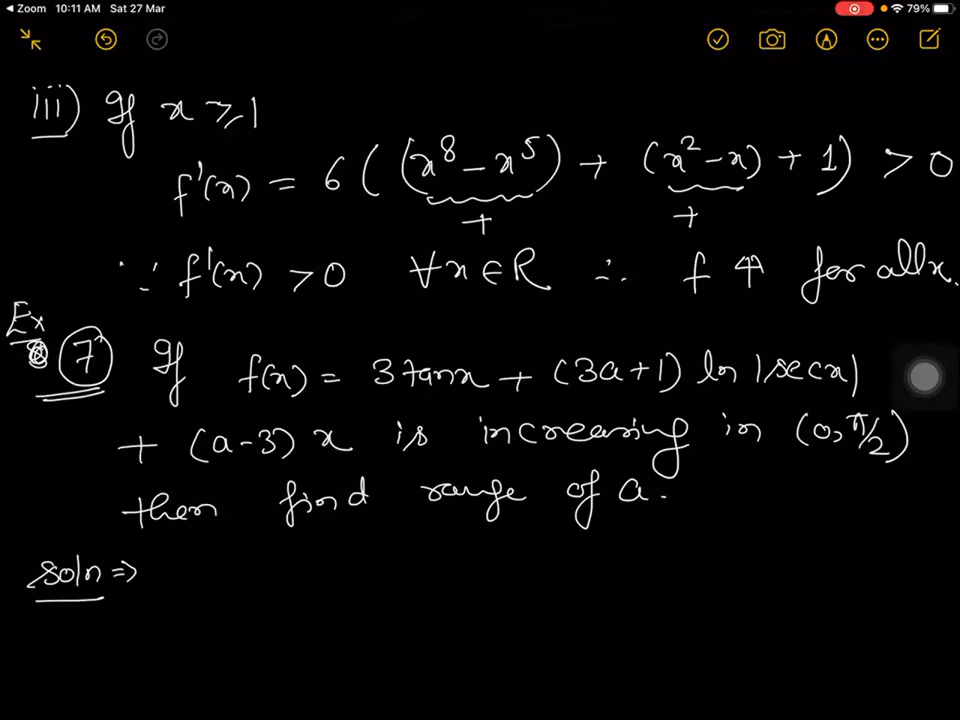 Zoom 10:11 AM Sat 27 Mar 79%
iii) If x ≥ 1
f'(x) = 6((x⁸ - x⁵) + (x² - x) + 1) > 0
+ +
∵ f'(x) > 0 ∀ x ∈ R ∴ f ↑ for all x.
Ex
7 If f(x) = 3 tanx + (3a+1) ln |secx|
+ (a-3) x is increasing in (0, π/2)
then find range of a.
Soln ⇒